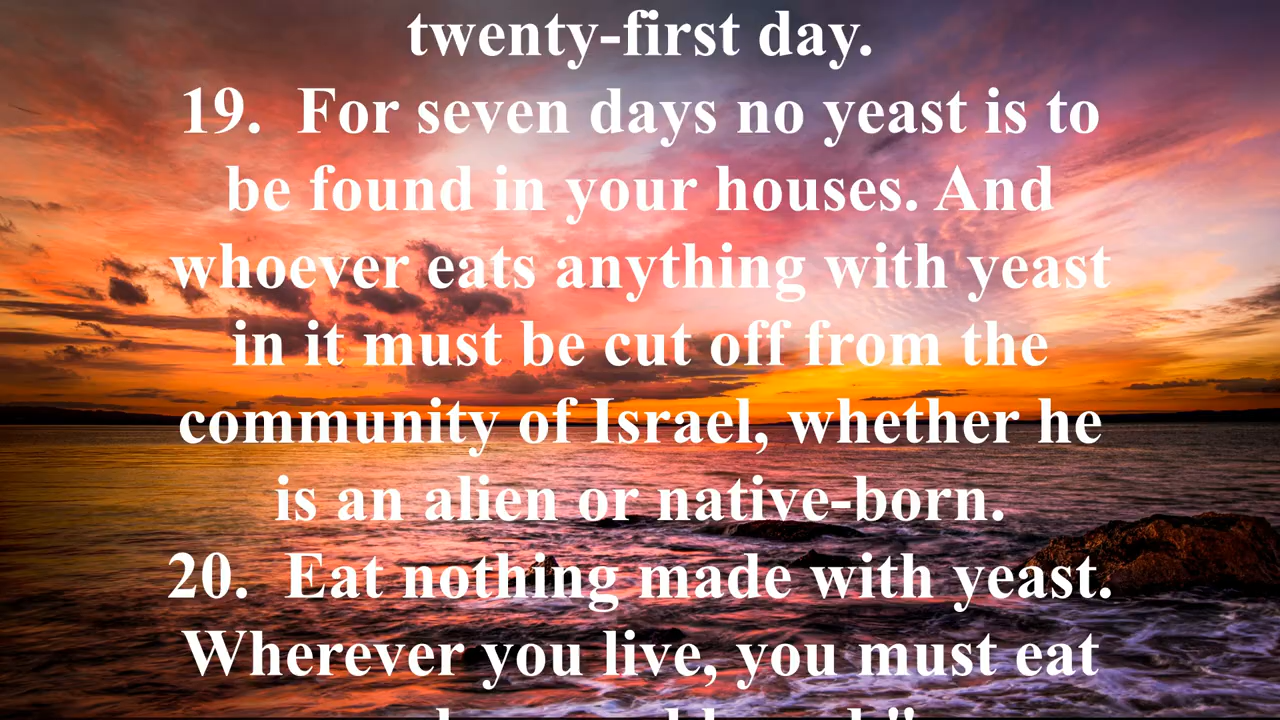 twenty-first day.
19.  For seven days no yeast is to
be found in your houses. And
whoever eats anything with yeast
in it must be cut off from the
community of Israel, whether he
is an alien or native-born.
20.  Eat nothing made with yeast.
Wherever you live, you must eat